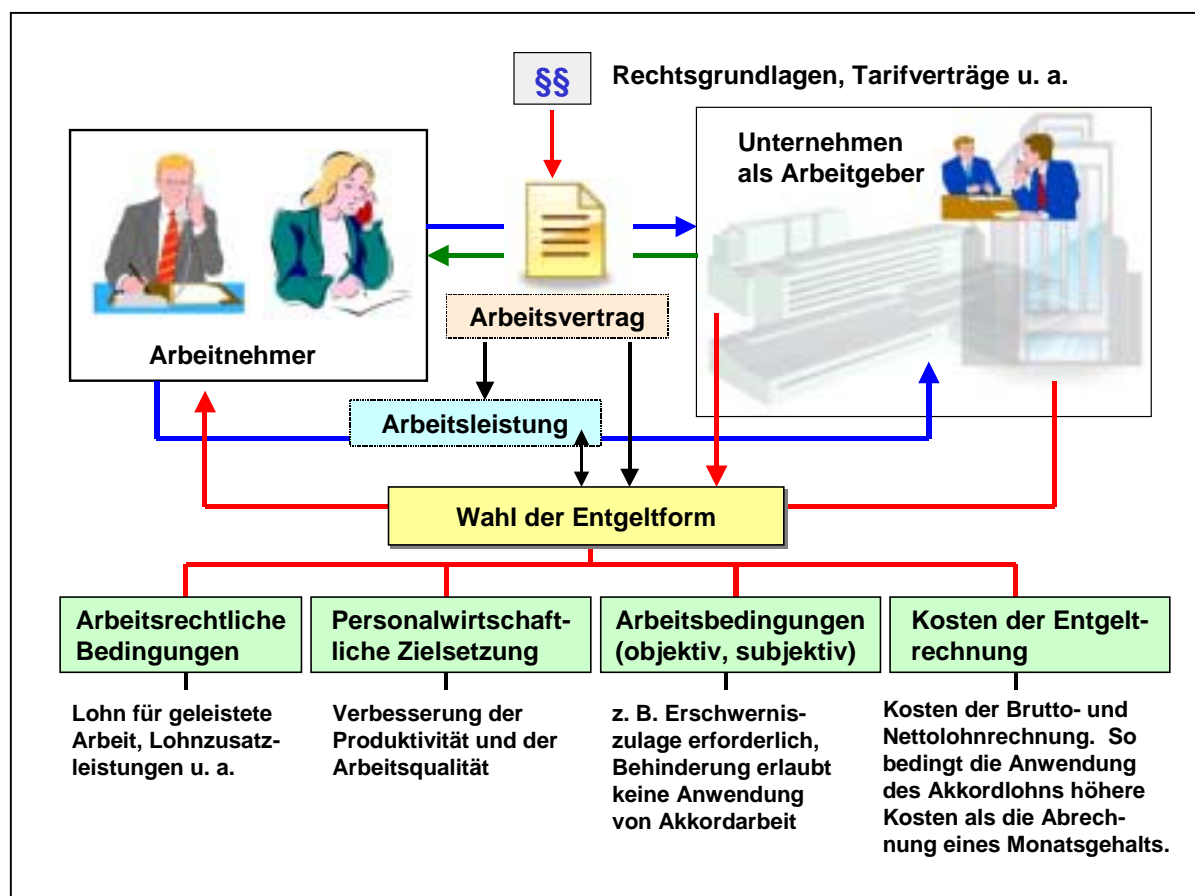 §§
Rechtsgrundlagen, Tarifverträge u. a.
Unternehmen
als Arbeitgeber
Arbeitnehmer
Arbeitsvertrag
Arbeitsleistung
Wahl der Entgeltform
Arbeitsrechtliche
Bedingungen
Personalwirtschaft-
liche Zielsetzung
Arbeitsbedingungen
(objektiv, subjektiv)
Kosten der Entgelt-
rechnung
Lohn für geleistete
Arbeit, Lohnzusatz-
leistungen u. a.
Verbesserung der
Produktivität und der
Arbeitsqualität
z. B. Erschwernis-
zulage erforderlich,
Behinderung erlaubt
keine Anwendung
von Akkordarbeit
Kosten der Brutto- und
Nettolohnrechnung.  So
bedingt die Anwendung
des Akkordlohns höhere
Kosten als die Abrech-
nung eines Monatsgehalts.